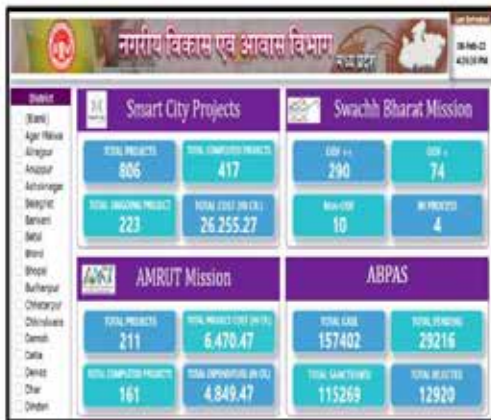 नगरीय विकास एवं आवास विभाग
मध्य प्रदेश
Last Refreshed
08-Feb-22
District
(Blank)
Agar Malwa
Alirajpur
Anuppur
Ashoknagar
Balaghat
Barwani
Betul
Bhind
Bhopal
Burhanpur
Chhatarpur
Chhindwara
Damoh
Datia
Dewas
Dhar
Dindori
Smart City Projects
TOTAL PROJECTS
806
TOTAL COMPLETED PROJECTS
417
TOTAL ONGOING PROJECT
223
TOTAL COST (IN CR.)
26,255.27
Swachh Bharat Mission
ODF ++
290
ODF +
74
Non-ODF
10
IN PROCESS
4
AMRUT Mission
TOTAL PROJECTS
211
TOTAL PROJECT COST (IN CR.)
6,470.47
TOTAL COMPLETED PROJECTS
161
TOTAL EXPENDITURE (IN CR.)
4,849.47
ABPAS
TOTAL CASE
157402
TOTAL PENDING
29216
TOTAL SANCTIONED
115269
TOTAL REJECTED
12920